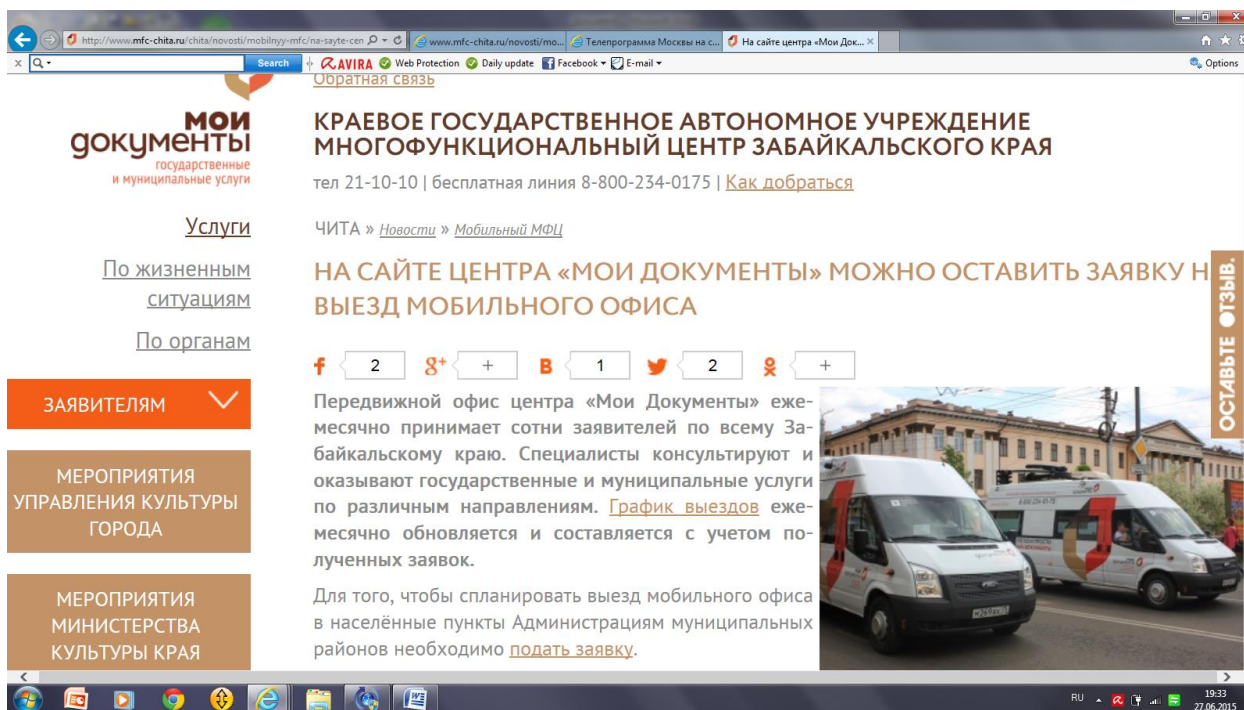 http://www.mfc-chita.ru/chita/novosti/mobilnyy-mfc/na-sayte-cen
www.mfc-chita.ru/novosti/mo...
Телепрограмма Москвы на с...
На сайте центра «Мои Док...
Search
AVIRA
Web Protection
Daily update
Facebook
E-mail
Options
Обратная связь
мои
документы
государственные
и муниципальные услуги
КРАЕВОЕ ГОСУДАРСТВЕННОЕ АВТОНОМНОЕ УЧРЕЖДЕНИЕ
МНОГОФУНКЦИОНАЛЬНЫЙ ЦЕНТР ЗАБАЙКАЛЬСКОГО КРАЯ
тел 21-10-10 | бесплатная линия 8-800-234-0175 | Как добраться
Услуги
По жизненным
ситуациям
По органам
ЗАЯВИТЕЛЯМ
МЕРОПРИЯТИЯ
УПРАВЛЕНИЯ КУЛЬТУРЫ
ГОРОДА
МЕРОПРИЯТИЯ
МИНИСТЕРСТВА
КУЛЬТУРЫ КРАЯ
ЧИТА » Новости » Мобильный МФЦ
НА САЙТЕ ЦЕНТРА «МОИ ДОКУМЕНТЫ» МОЖНО ОСТАВИТЬ ЗАЯВКУ Н
ВЫЕЗД МОБИЛЬНОГО ОФИСА
2 + 1 2 +
Передвижной офис центра «Мои Документы» еже-
месячно принимает сотни заявителей по всему За-
байкальскому краю. Специалисты консультируют и
оказывают государственные и муниципальные услуги
по различным направлениям. График выездов еже-
месячно обновляется и составляется с учетом по-
лученных заявок.
Для того, чтобы спланировать выезд мобильного офиса
в населённые пункты Администрациям муниципальных
районов необходимо подать заявку.
ОСТАВЬТЕ ОТЗЫВ.
RU
19:33
27.06.2015